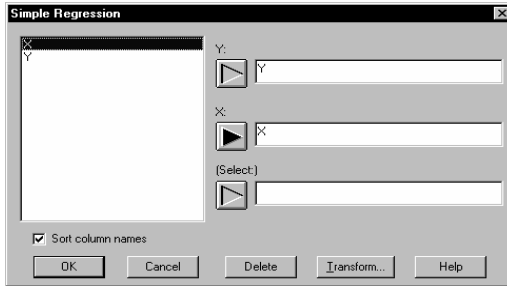 Simple Regression
X
Y
Y:
Y
X:
X
(Select:)
Sort column names
OK
Cancel
Delete
Transform...
Help